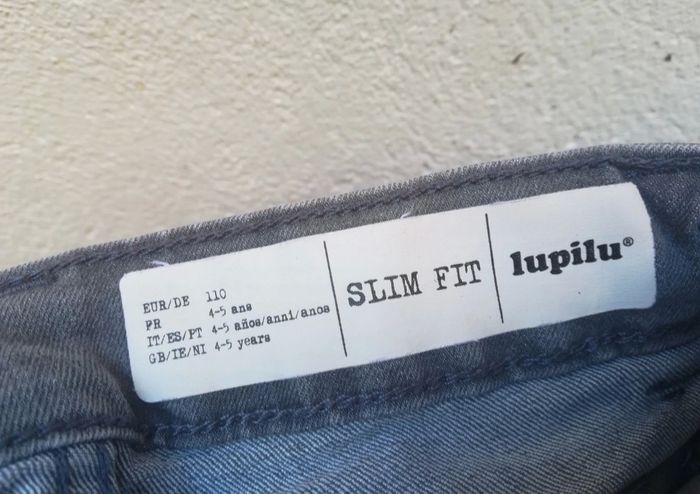 EUR/DE 110
PR 4-5 ans
IT/ES/PT 4-5 años/anni/anos
GB/IE/NI 4-5 years
SLIM FIT
lupilu®